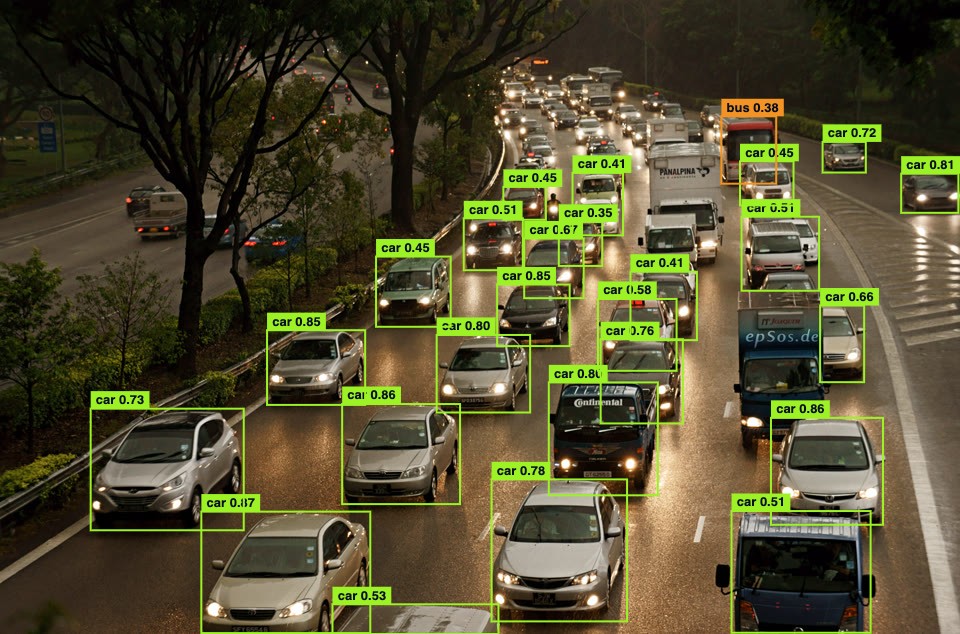 bus 0.38
car 0.72
car 0.45
car 0.41
car 0.81
PANALPINA
car 0.45
car 0.51
car 0.35
car 0.51
car 0.67
car 0.45
car 0.41
car 0.85
car 0.58
car 0.66
IT
epSos.de
car 0.85
car 0.80
car 0.76
car 0.86
car 0.80
Continental
car 0.73
car 0.86
car 0.78
car 0.87
car 0.51
car 0.53